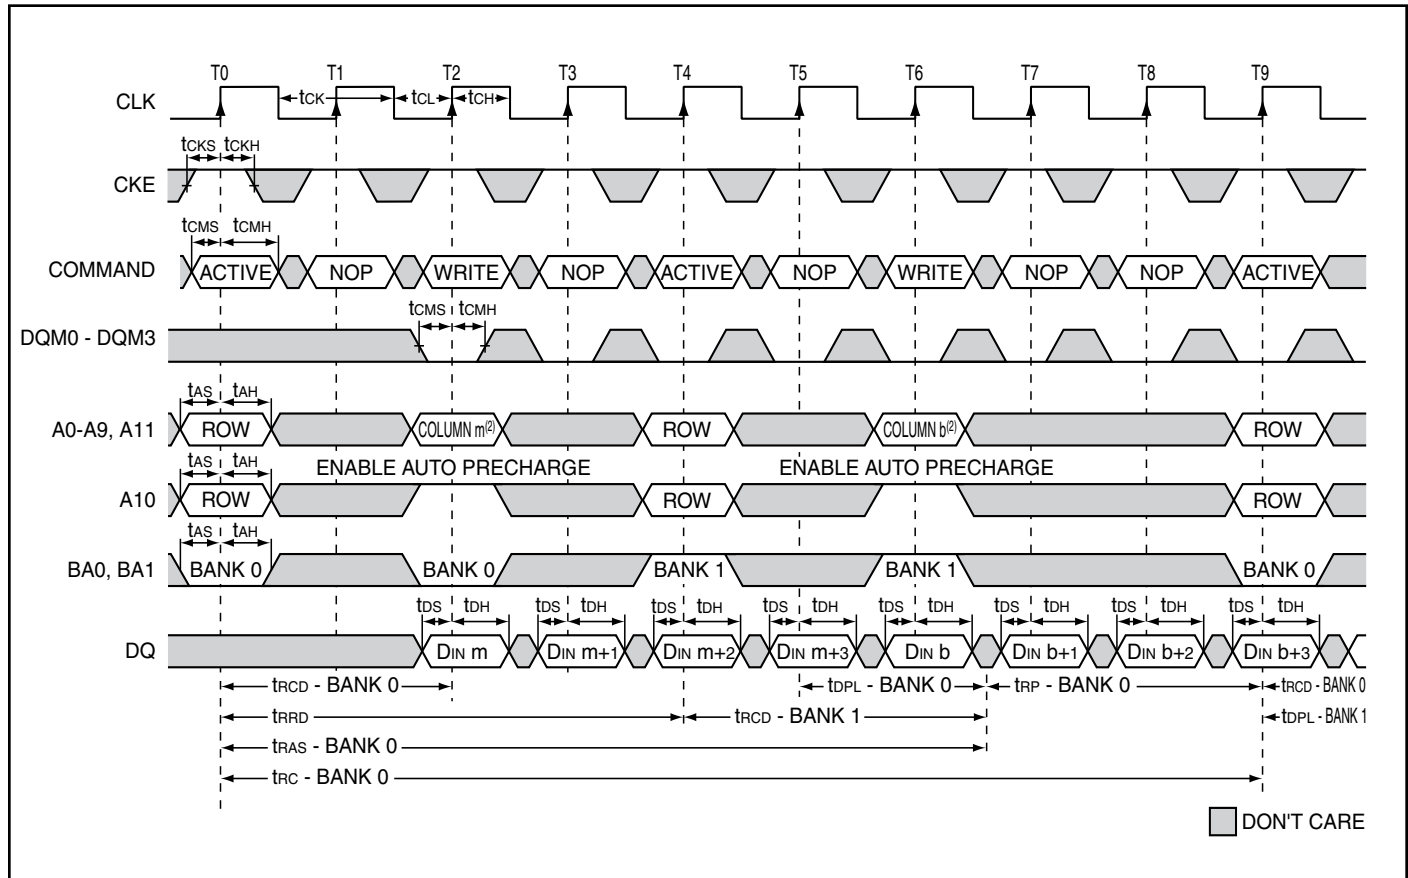 T0 T1 T2 T3 T4 T5 T6 T7 T8 T9
CLK tCK tCL tCH
tCKS tCKH
CKE
tCMS tCMH
COMMAND ACTIVE NOP WRITE NOP ACTIVE NOP WRITE NOP NOP ACTIVE
tCMS tCMH
DQM0 - DQM3
tAS tAH
A0-A9, A11 ROW COLUMN m(2) ROW COLUMN b(2) ROW
tAS tAH ENABLE AUTO PRECHARGE ENABLE AUTO PRECHARGE
A10 ROW ROW ROW
tAS tAH
BA0, BA1 BANK 0 BANK 0 BANK 1 BANK 1 BANK 0
tDS tDH tDS tDH tDS tDH tDS tDH tDS tDH tDS tDH tDS tDH tDS tDH
DQ DIN m DIN m+1 DIN m+2 DIN m+3 DIN b DIN b+1 DIN b+2 DIN b+3
tRCD - BANK 0 tDPL - BANK 0 tRP - BANK 0 tRCD - BANK 0
tRRD tRCD - BANK 1 tDPL - BANK 1
tRAS - BANK 0
tRC - BANK 0
DON'T CARE